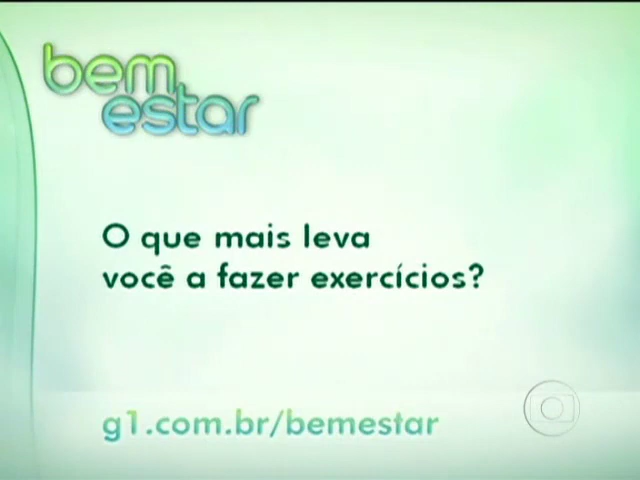 bem
estar
O que mais leva
você a fazer exercícios?
g1.com.br/bemestar